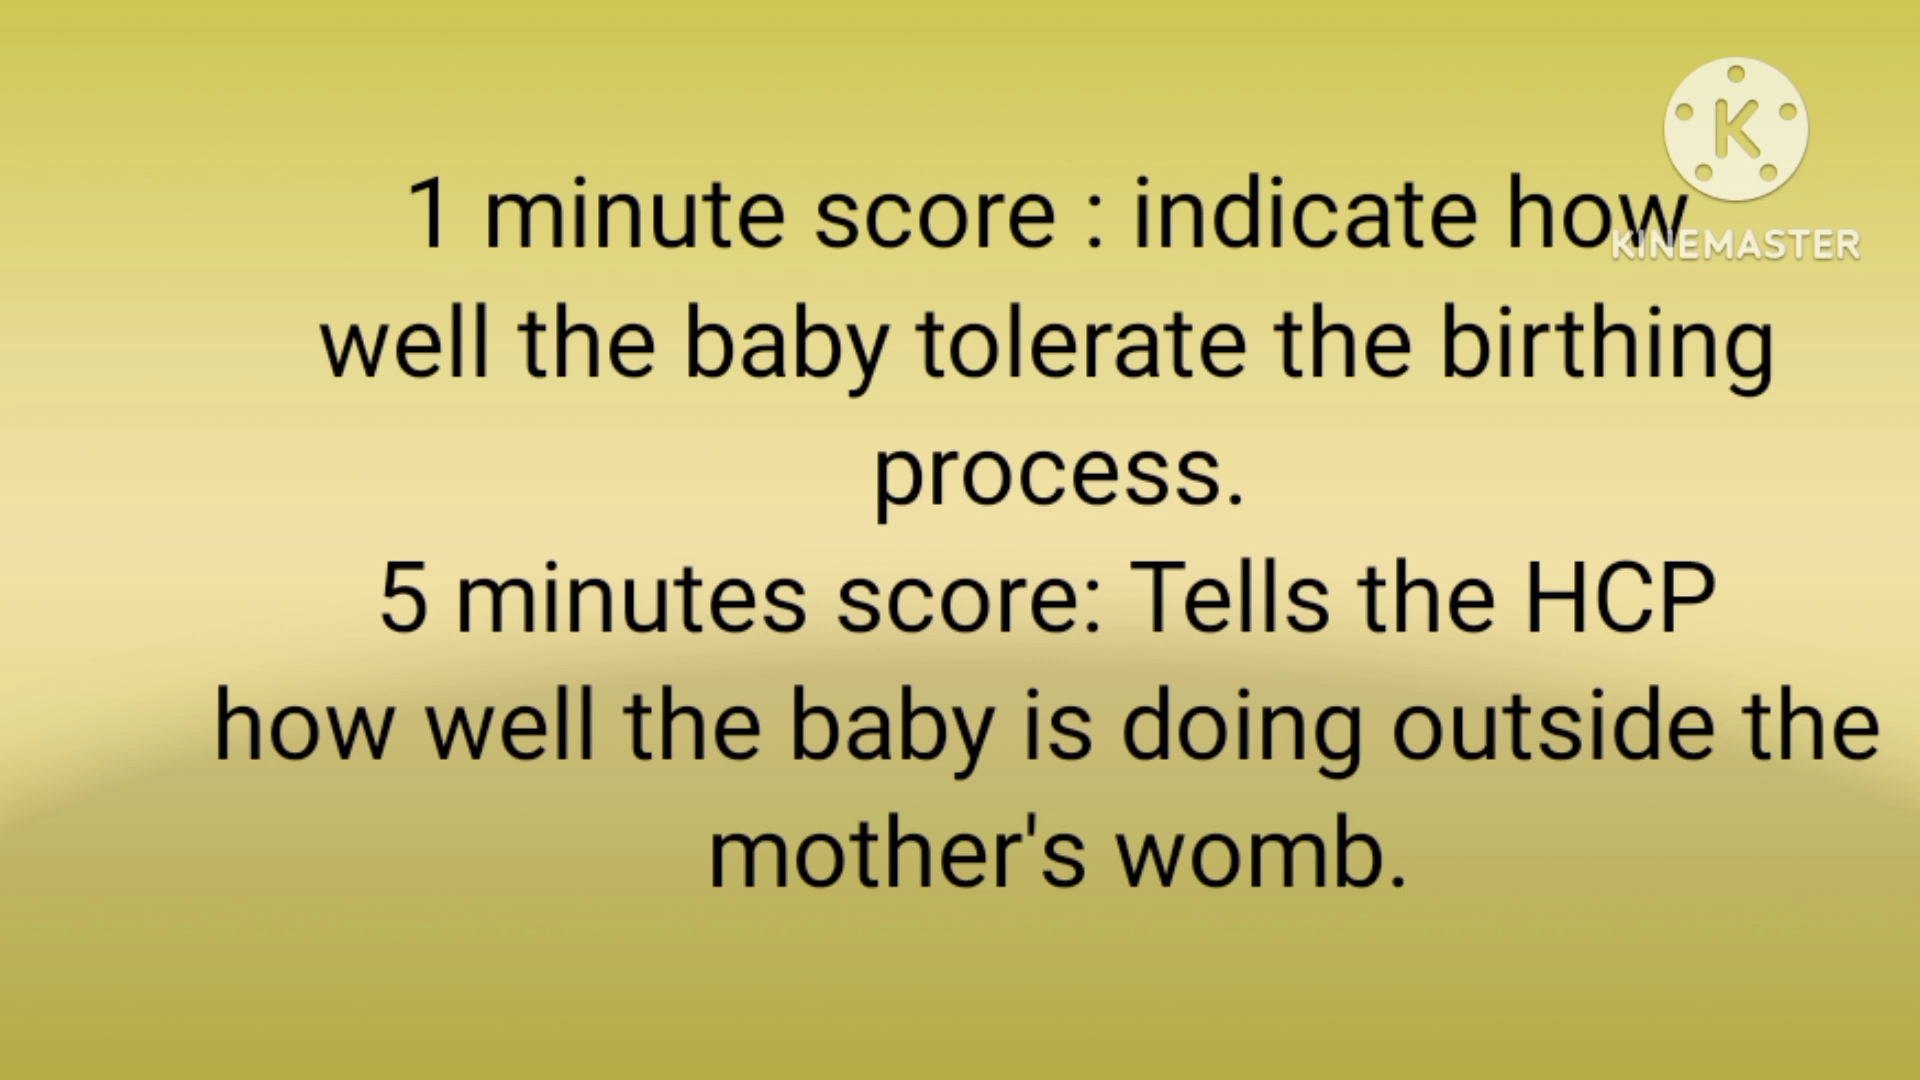 1 minute score : indicate how
KINEMASTER
well the baby tolerate the birthing
process.
5 minutes score: Tells the HCP
how well the baby is doing outside the
mother's womb.